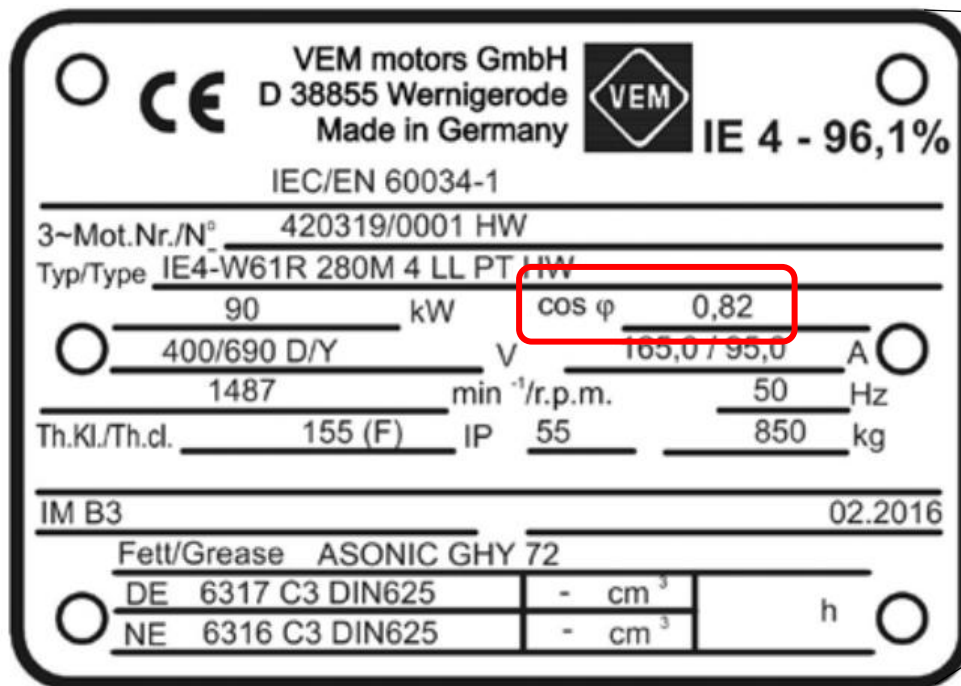 VEM motors GmbH
D 38855 Wernigerode
Made in Germany
CE
VEM
IE 4 - 96,1%
IEC/EN 60034-1
3~Mot.Nr./Nº 420319/0001 HW
Typ/Type IE4-W61R 280M 4 LL PT HW
90 kW cos φ 0,82
400/690 D/Y V 165,0 / 95,0 A
1487 min⁻¹/r.p.m. 50 Hz
Th.Kl./Th.cl. 155 (F) IP 55 850 kg
IM B3 02.2016
Fett/Grease ASONIC GHY 72
DE 6317 C3 DIN625 - cm³ h
NE 6316 C3 DIN625 - cm³